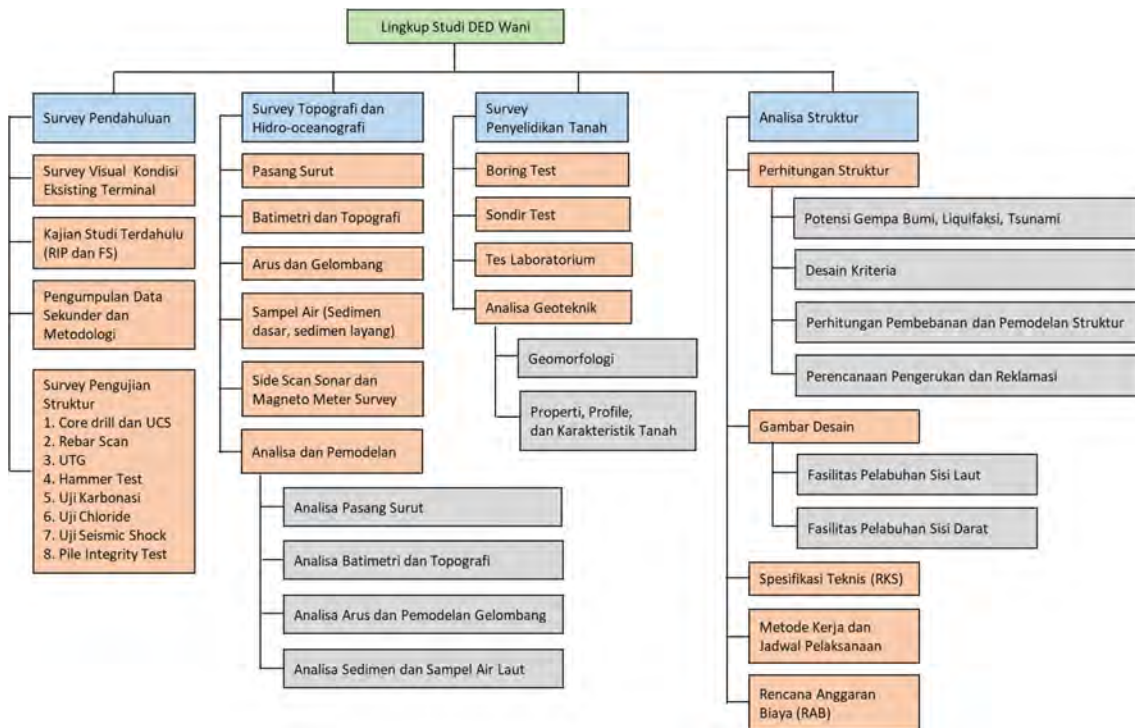 Lingkup Studi DED Wani
Survey Pendahuluan
Survey Visual Kondisi
Eksisting Terminal
Kajian Studi Terdahulu
(RIP dan FS)
Pengumpulan Data
Sekunder dan
Metodologi
Survey Pengujian
Struktur
1. Core drill dan UCS
2. Rebar Scan
3. UTG
4. Hammer Test
5. Uji Karbonasi
6. Uji Chloride
7. Uji Seismic Shock
8. Pile Integrity Test
Survey Topografi dan
Hidro-oceanografi
Pasang Surut
Batimetri dan Topografi
Arus dan Gelombang
Sampel Air (Sedimen
dasar, sedimen layang)
Side Scan Sonar dan
Magneto Meter Survey
Analisa dan Pemodelan
Analisa Pasang Surut
Analisa Batimetri dan Topografi
Analisa Arus dan Pemodelan Gelombang
Analisa Sedimen dan Sampel Air Laut
Survey
Penyelidikan Tanah
Boring Test
Sondir Test
Tes Laboratorium
Analisa Geoteknik
Geomorfologi
Properti, Profile,
dan Karakteristik Tanah
Analisa Struktur
Perhitungan Struktur
Potensi Gempa Bumi, Liquifaksi, Tsunami
Desain Kriteria
Perhitungan Pembebanan dan Pemodelan Struktur
Perencanaan Pengerukan dan Reklamasi
Gambar Desain
Fasilitas Pelabuhan Sisi Laut
Fasilitas Pelabuhan Sisi Darat
Spesifikasi Teknis (RKS)
Metode Kerja dan
Jadwal Pelaksanaan
Rencana Anggaran
Biaya (RAB)